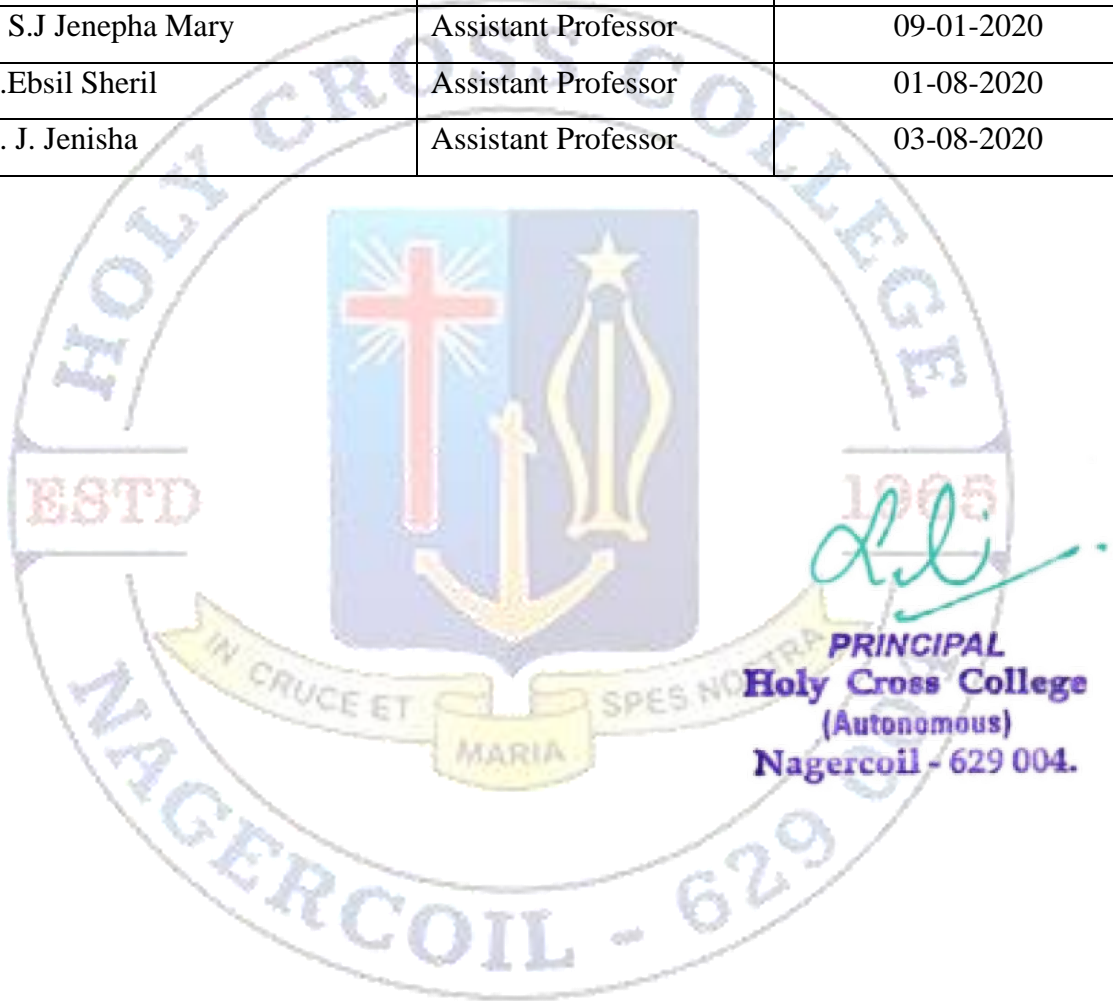 S.J Jenepha Mary Assistant Professor 09-01-2020
.Ebsil Sheril Assistant Professor 01-08-2020
. J. Jenisha Assistant Professor 03-08-2020
HOLY CROSS COLLEGE
ESTD 1965
IN CRUCE ET MARIA SPES NOSTRA
PRINCIPAL
Holy Cross College
(Autonomous)
Nagercoil - 629 004.
NAGERCOIL - 629 004